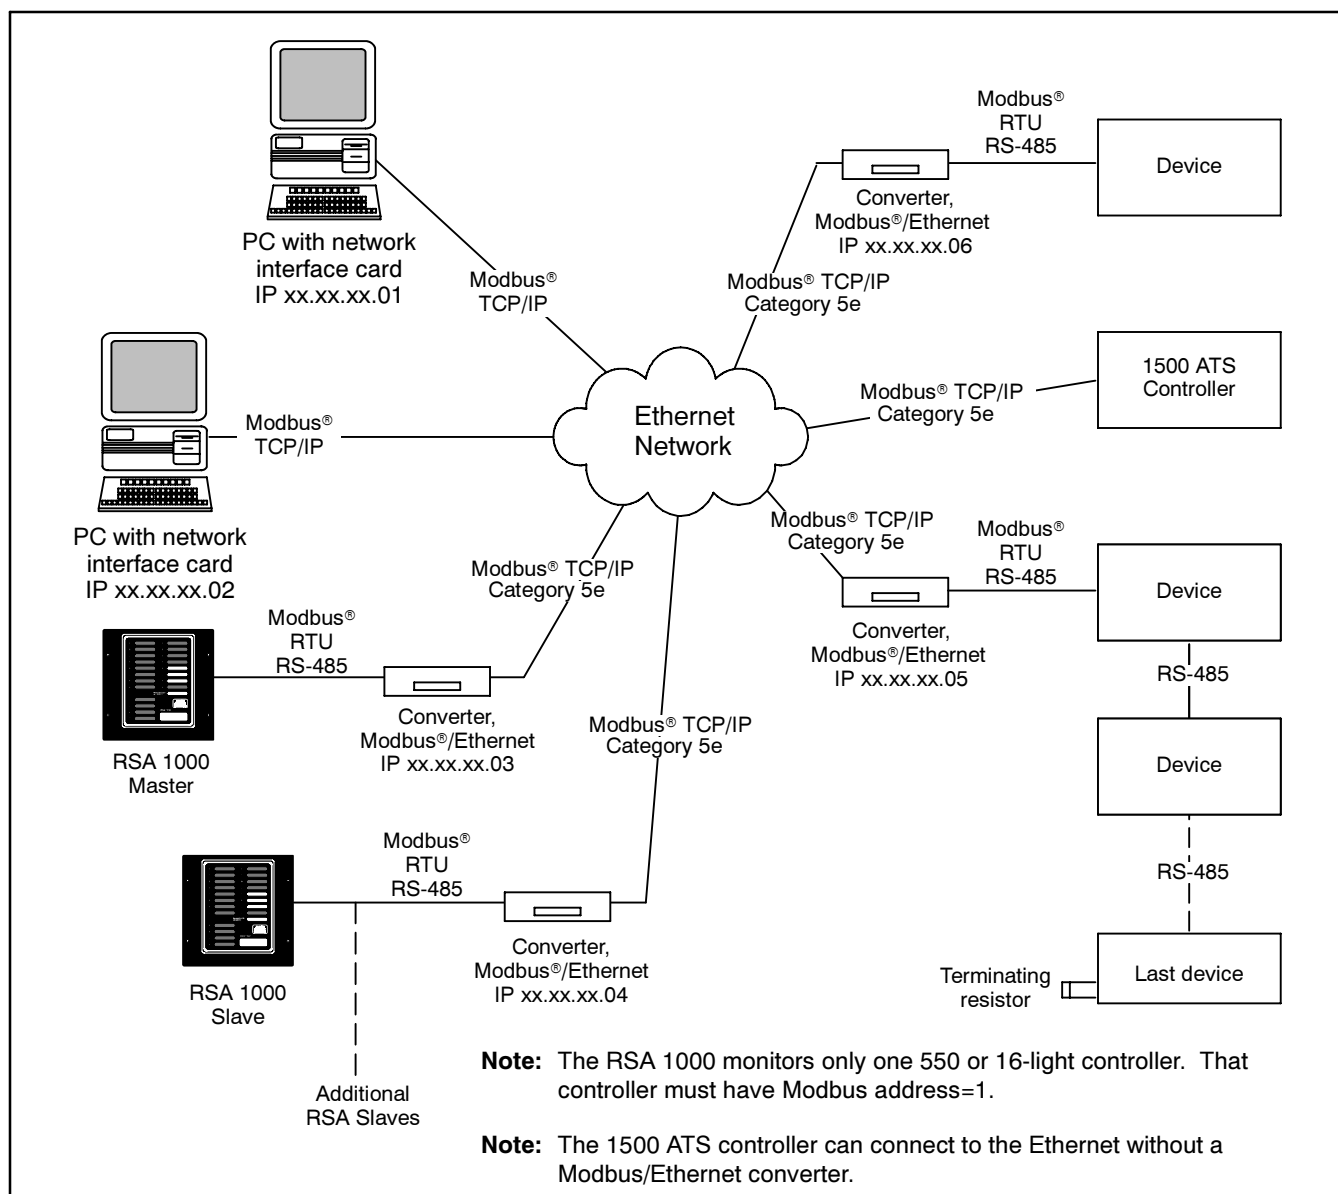 Modbus®
RTU
RS-485
Device
Converter,
Modbus®/Ethernet
IP xx.xx.xx.06
PC with network
interface card
IP xx.xx.xx.01
Modbus®
TCP/IP
Modbus® TCP/IP
Category 5e
1500 ATS
Controller
Modbus® TCP/IP
Category 5e
Ethernet
Network
Modbus®
TCP/IP
PC with network
interface card
IP xx.xx.xx.02
Modbus® TCP/IP
Category 5e
Modbus®
RTU
RS-485
Device
Converter,
Modbus®/Ethernet
IP xx.xx.xx.05
Modbus® TCP/IP
Category 5e
Modbus®
RTU
RS-485
RS-485
Converter,
Modbus®/Ethernet
IP xx.xx.xx.03
RSA 1000
Master
Modbus® TCP/IP
Category 5e
Device
Modbus®
RTU
RS-485
RS-485
Converter,
Modbus®/Ethernet
IP xx.xx.xx.04
RSA 1000
Slave
Terminating
resistor
Last device
Additional
RSA Slaves
Note: The RSA 1000 monitors only one 550 or 16-light controller. That
controller must have Modbus address=1.
Note: The 1500 ATS controller can connect to the Ethernet without a
Modbus/Ethernet converter.